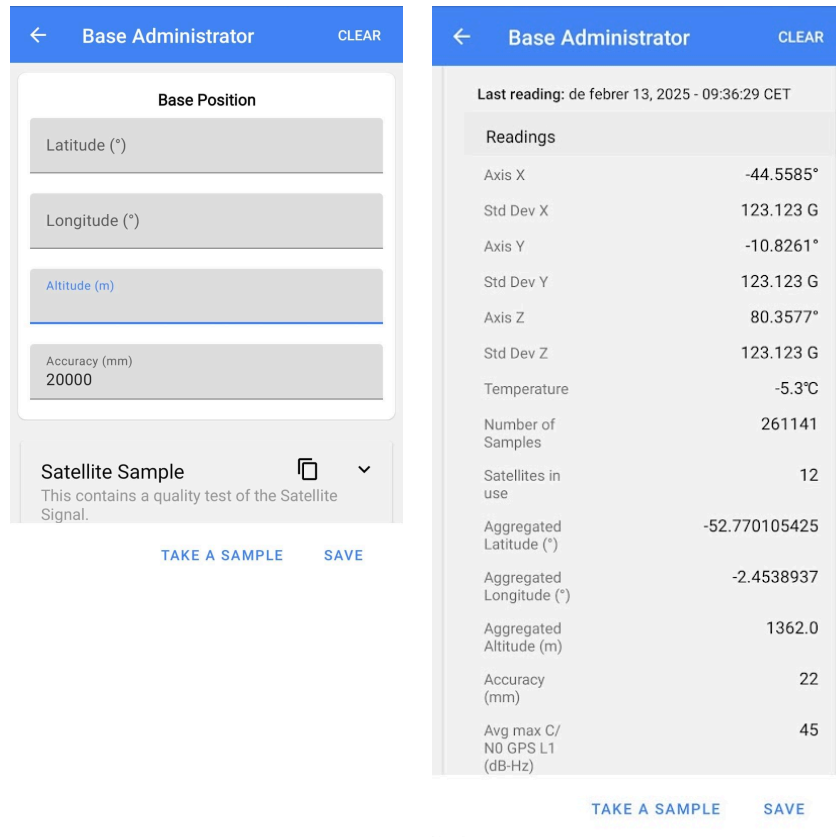 Base Administrator
CLEAR
Base Position
Latitude (°)
Longitude (°)
Altitude (m)
Accuracy (mm)
20000
Satellite Sample
This contains a quality test of the Satellite
Signal.
TAKE A SAMPLE
SAVE
Base Administrator
CLEAR
Last reading: de febrer 13, 2025 - 09:36:29 CET
Readings
Axis X
-44.5585°
Std Dev X
123.123 G
Axis Y
-10.8261°
Std Dev Y
123.123 G
Axis Z
80.3577°
Std Dev Z
123.123 G
Temperature
-5.3°C
Number of
Samples
261141
Satellites in
use
12
Aggregated
Latitude (°)
-52.770105425
Aggregated
Longitude (°)
-2.4538937
Aggregated
Altitude (m)
1362.0
Accuracy
(mm)
22
Avg max C/
N0 GPS L1
(dB-Hz)
45
TAKE A SAMPLE
SAVE